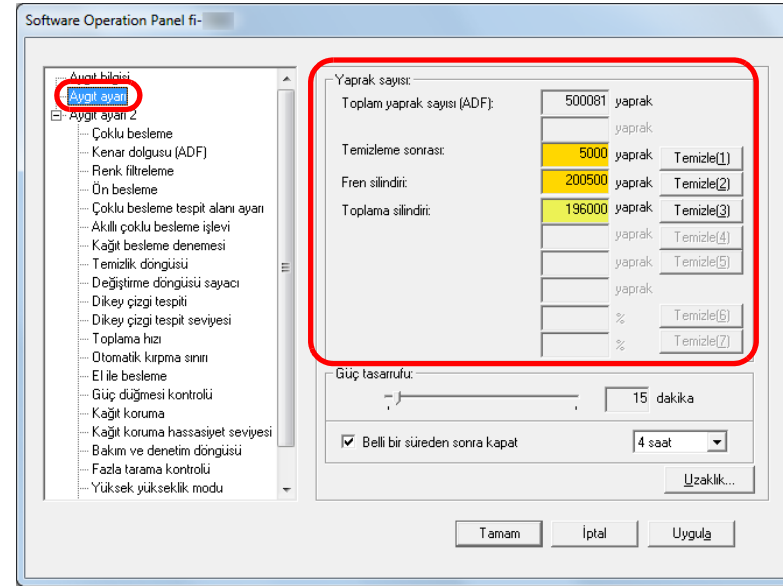 Software Operation Panel fi-
Aygıt bilgisi
Aygıt ayarı
Aygıt ayarı 2
Çoklu besleme
Kenar dolgusu (ADF)
Renk filtreleme
Ön besleme
Çoklu besleme tespit alanı ayarı
Akıllı çoklu besleme işlevi
Kağıt besleme denemesi
Temizlik döngüsü
Değiştirme döngüsü sayacı
Dikey çizgi tespiti
Dikey çizgi tespit seviyesi
Toplama hızı
Otomatik kırpma sınırı
El ile besleme
Güç düğmesi kontrolü
Kağıt koruma
Kağıt koruma hassasiyet seviyesi
Bakım ve denetim döngüsü
Fazla tarama kontrolü
Yüksek yükseklik modu
Yaprak sayısı:
Toplam yaprak sayısı (ADF): 500081 yaprak
yaprak
Temizleme sonrası: 5000 yaprak Temizle(1)
Fren silindiri: 200500 yaprak Temizle(2)
Toplama silindiri: 196000 yaprak Temizle(3)
yaprak Temizle(4)
yaprak Temizle(5)
yaprak
% Temizle(6)
% Temizle(7)
Güç tasarrufu:
15 dakika
Belli bir süreden sonra kapat 4 saat
Uzaklık...
Tamam İptal Uygula